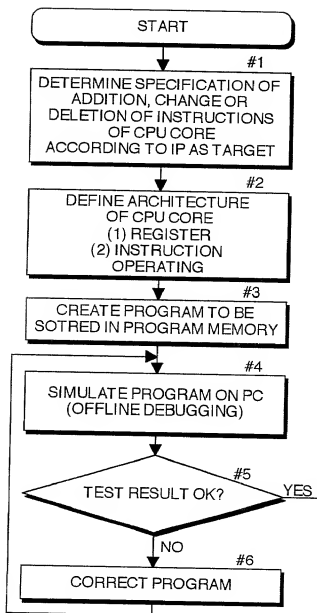 START
#1
DETERMINE SPECIFICATION OF
ADDITION, CHANGE OR
DELETION OF INSTRUCTIONS
OF CPU CORE
ACCORDING TO IP AS TARGET
#2
DEFINE ARCHITECTURE
OF CPU CORE
(1) REGISTER
(2) INSTRUCTION
OPERATING
#3
CREATE PROGRAM TO BE
SOTRED IN PROGRAM MEMORY
#4
SIMULATE PROGRAM ON PC
(OFFLINE DEBUGGING)
#5
TEST RESULT OK?
YES
NO
#6
CORRECT PROGRAM